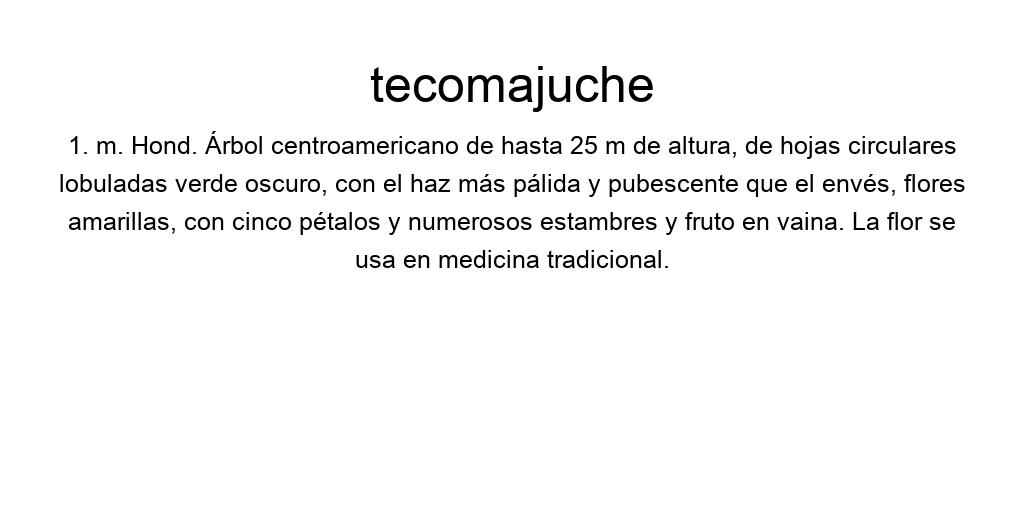 tecomajuche
1. m. Hond. Árbol centroamericano de hasta 25 m de altura, de hojas circulares
lobuladas verde oscuro, con el haz más pálida y pubescente que el envés, flores
amarillas, con cinco pétalos y numerosos estambres y fruto en vaina. La flor se
usa en medicina tradicional.